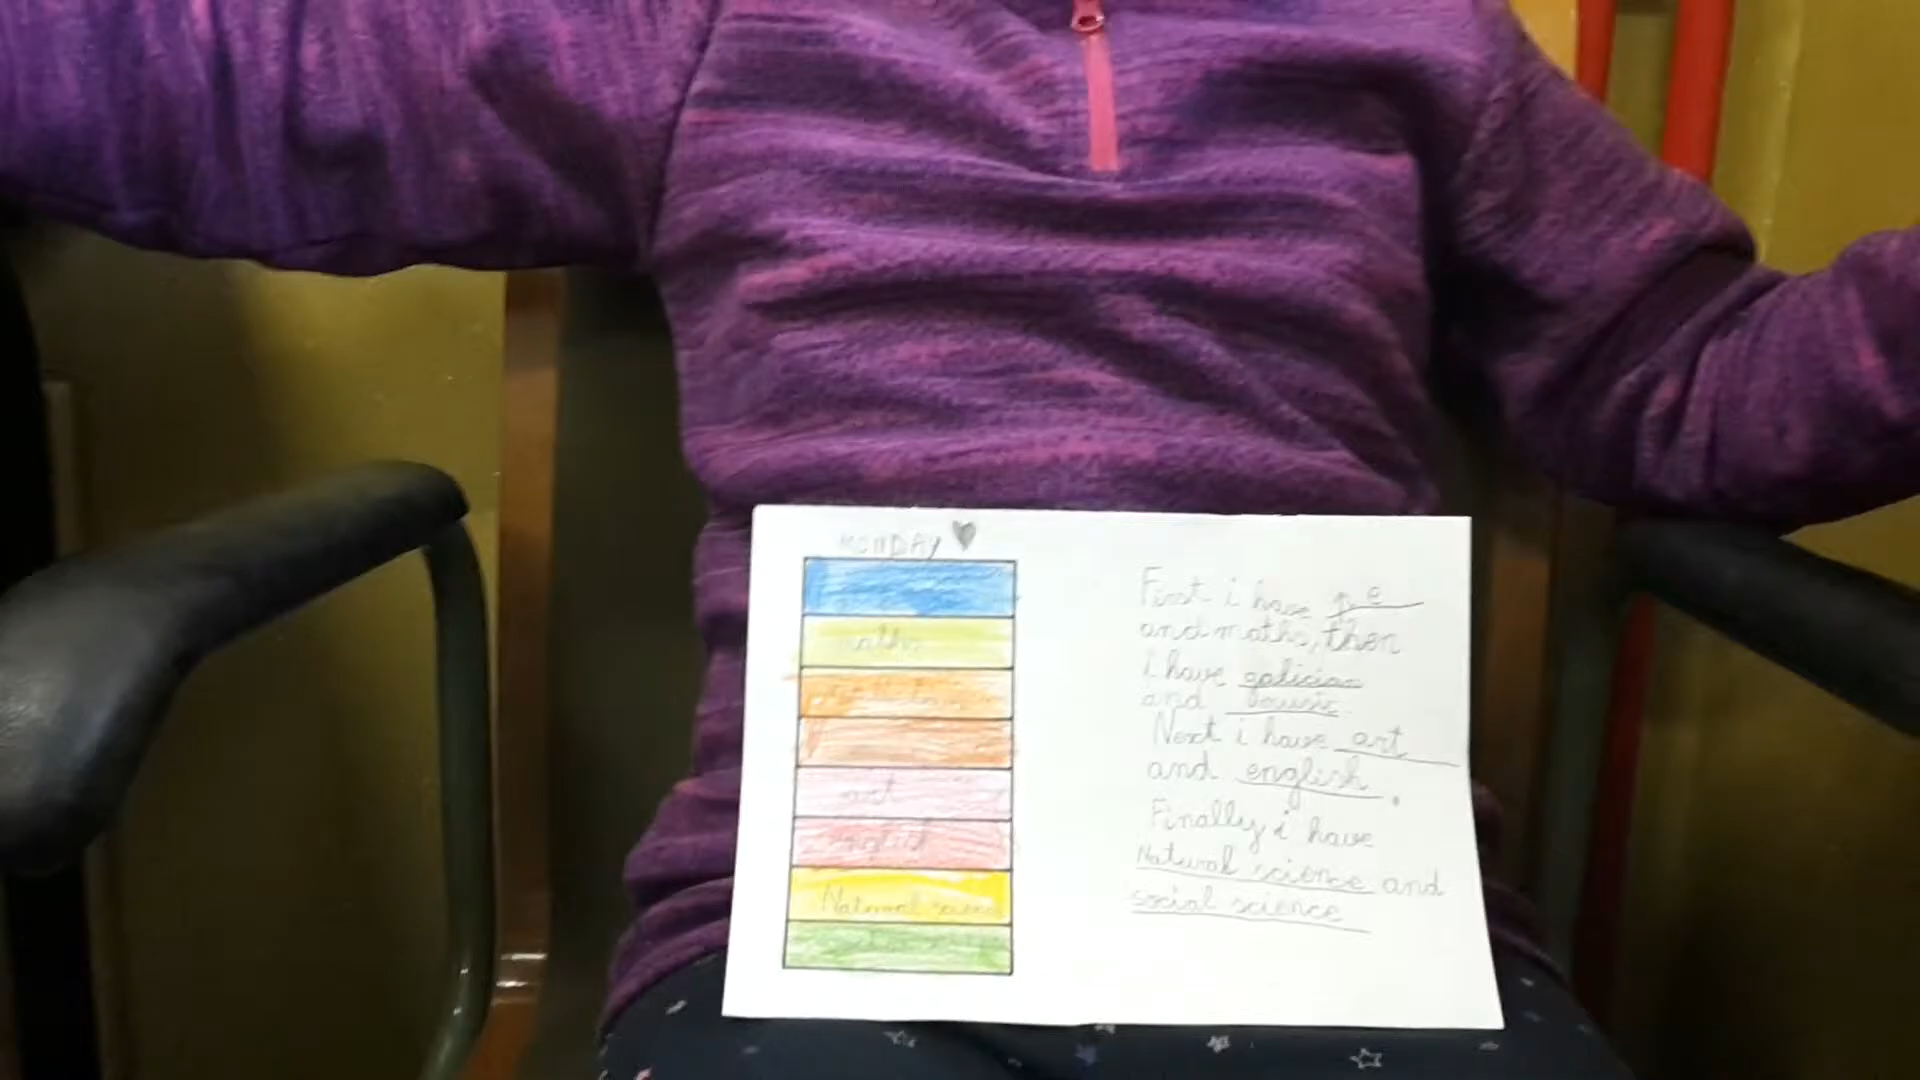 MONDAY
maths
art
english
Natural science
First i have p.e
and maths, then
i have galician
and music.
Next i have art
and english.
Finally i have
Natural science and
social science